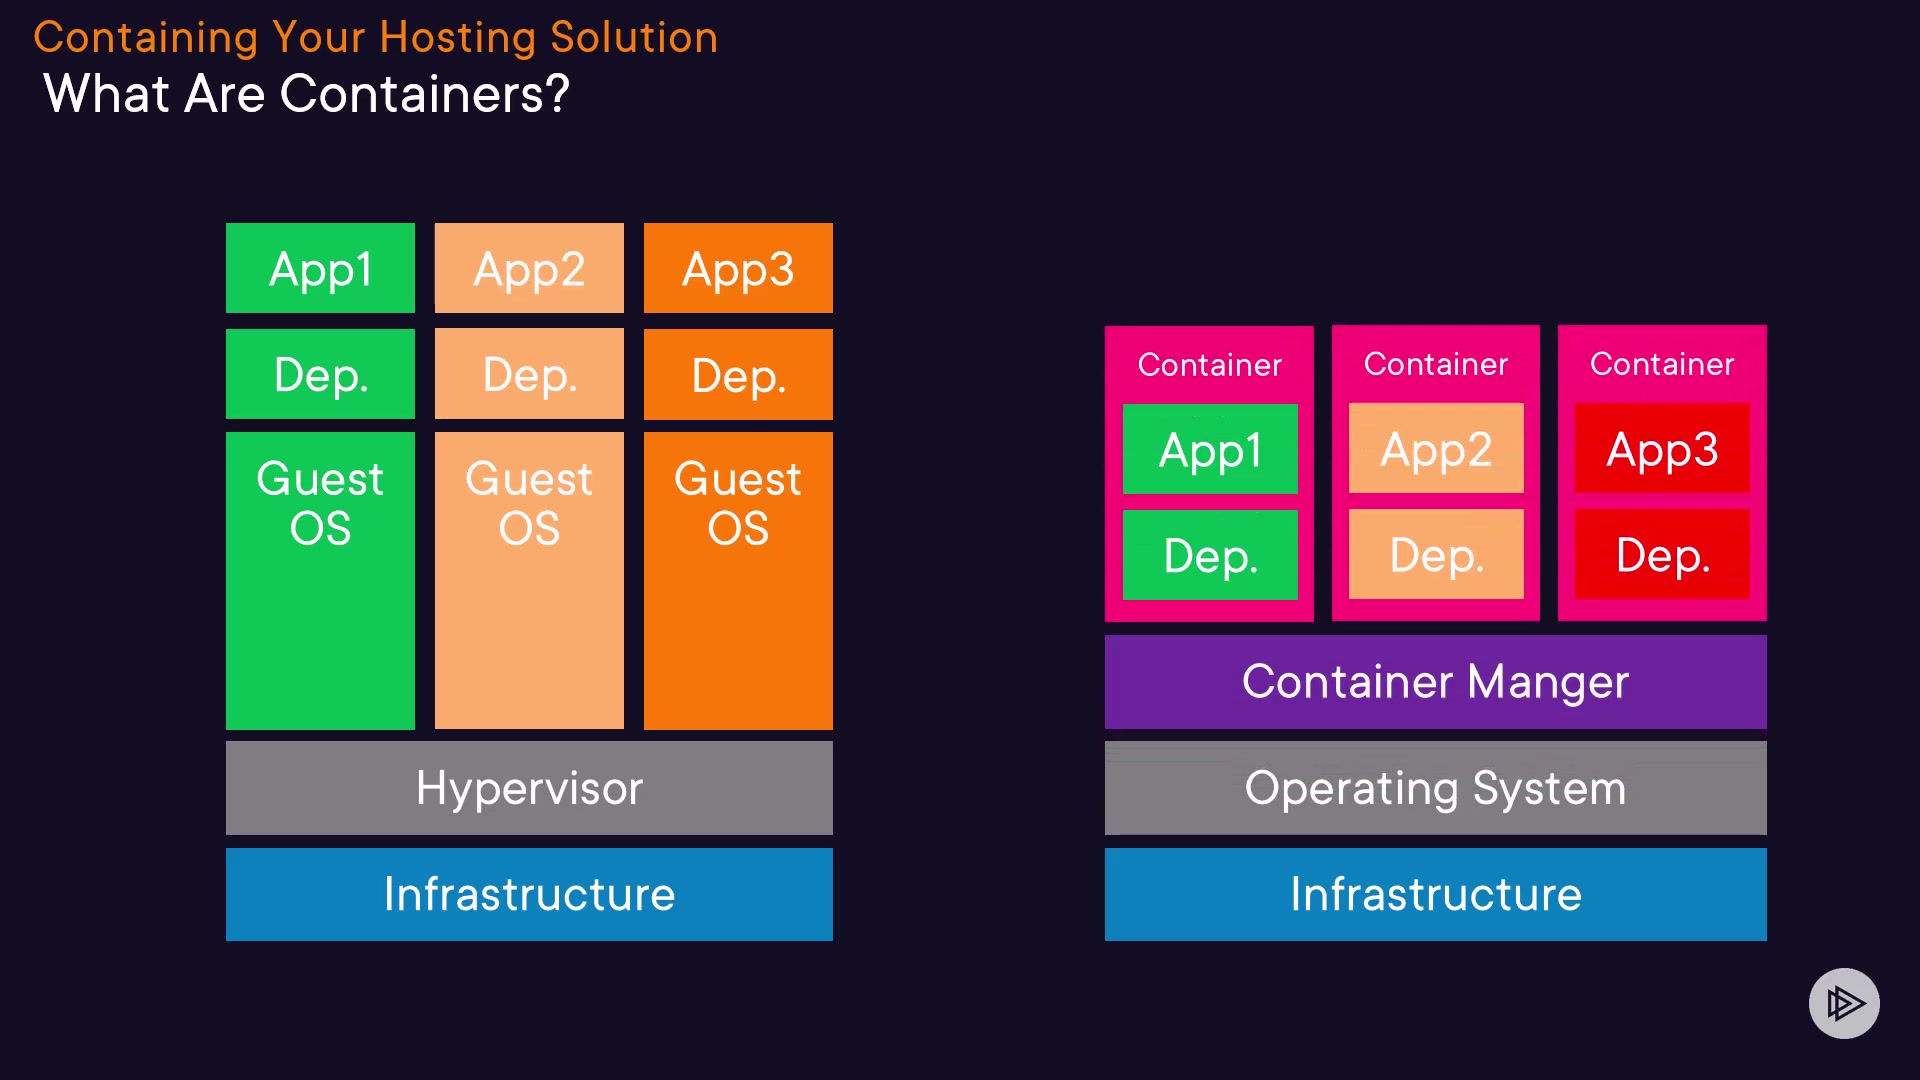 Containing Your Hosting Solution
What Are Containers?
App1
App2
App3
Dep.
Dep.
Dep.
Guest
OS
Guest
OS
Guest
OS
Hypervisor
Infrastructure
Container
Container
Container
App1
App2
App3
Dep.
Dep.
Dep.
Container Manger
Operating System
Infrastructure